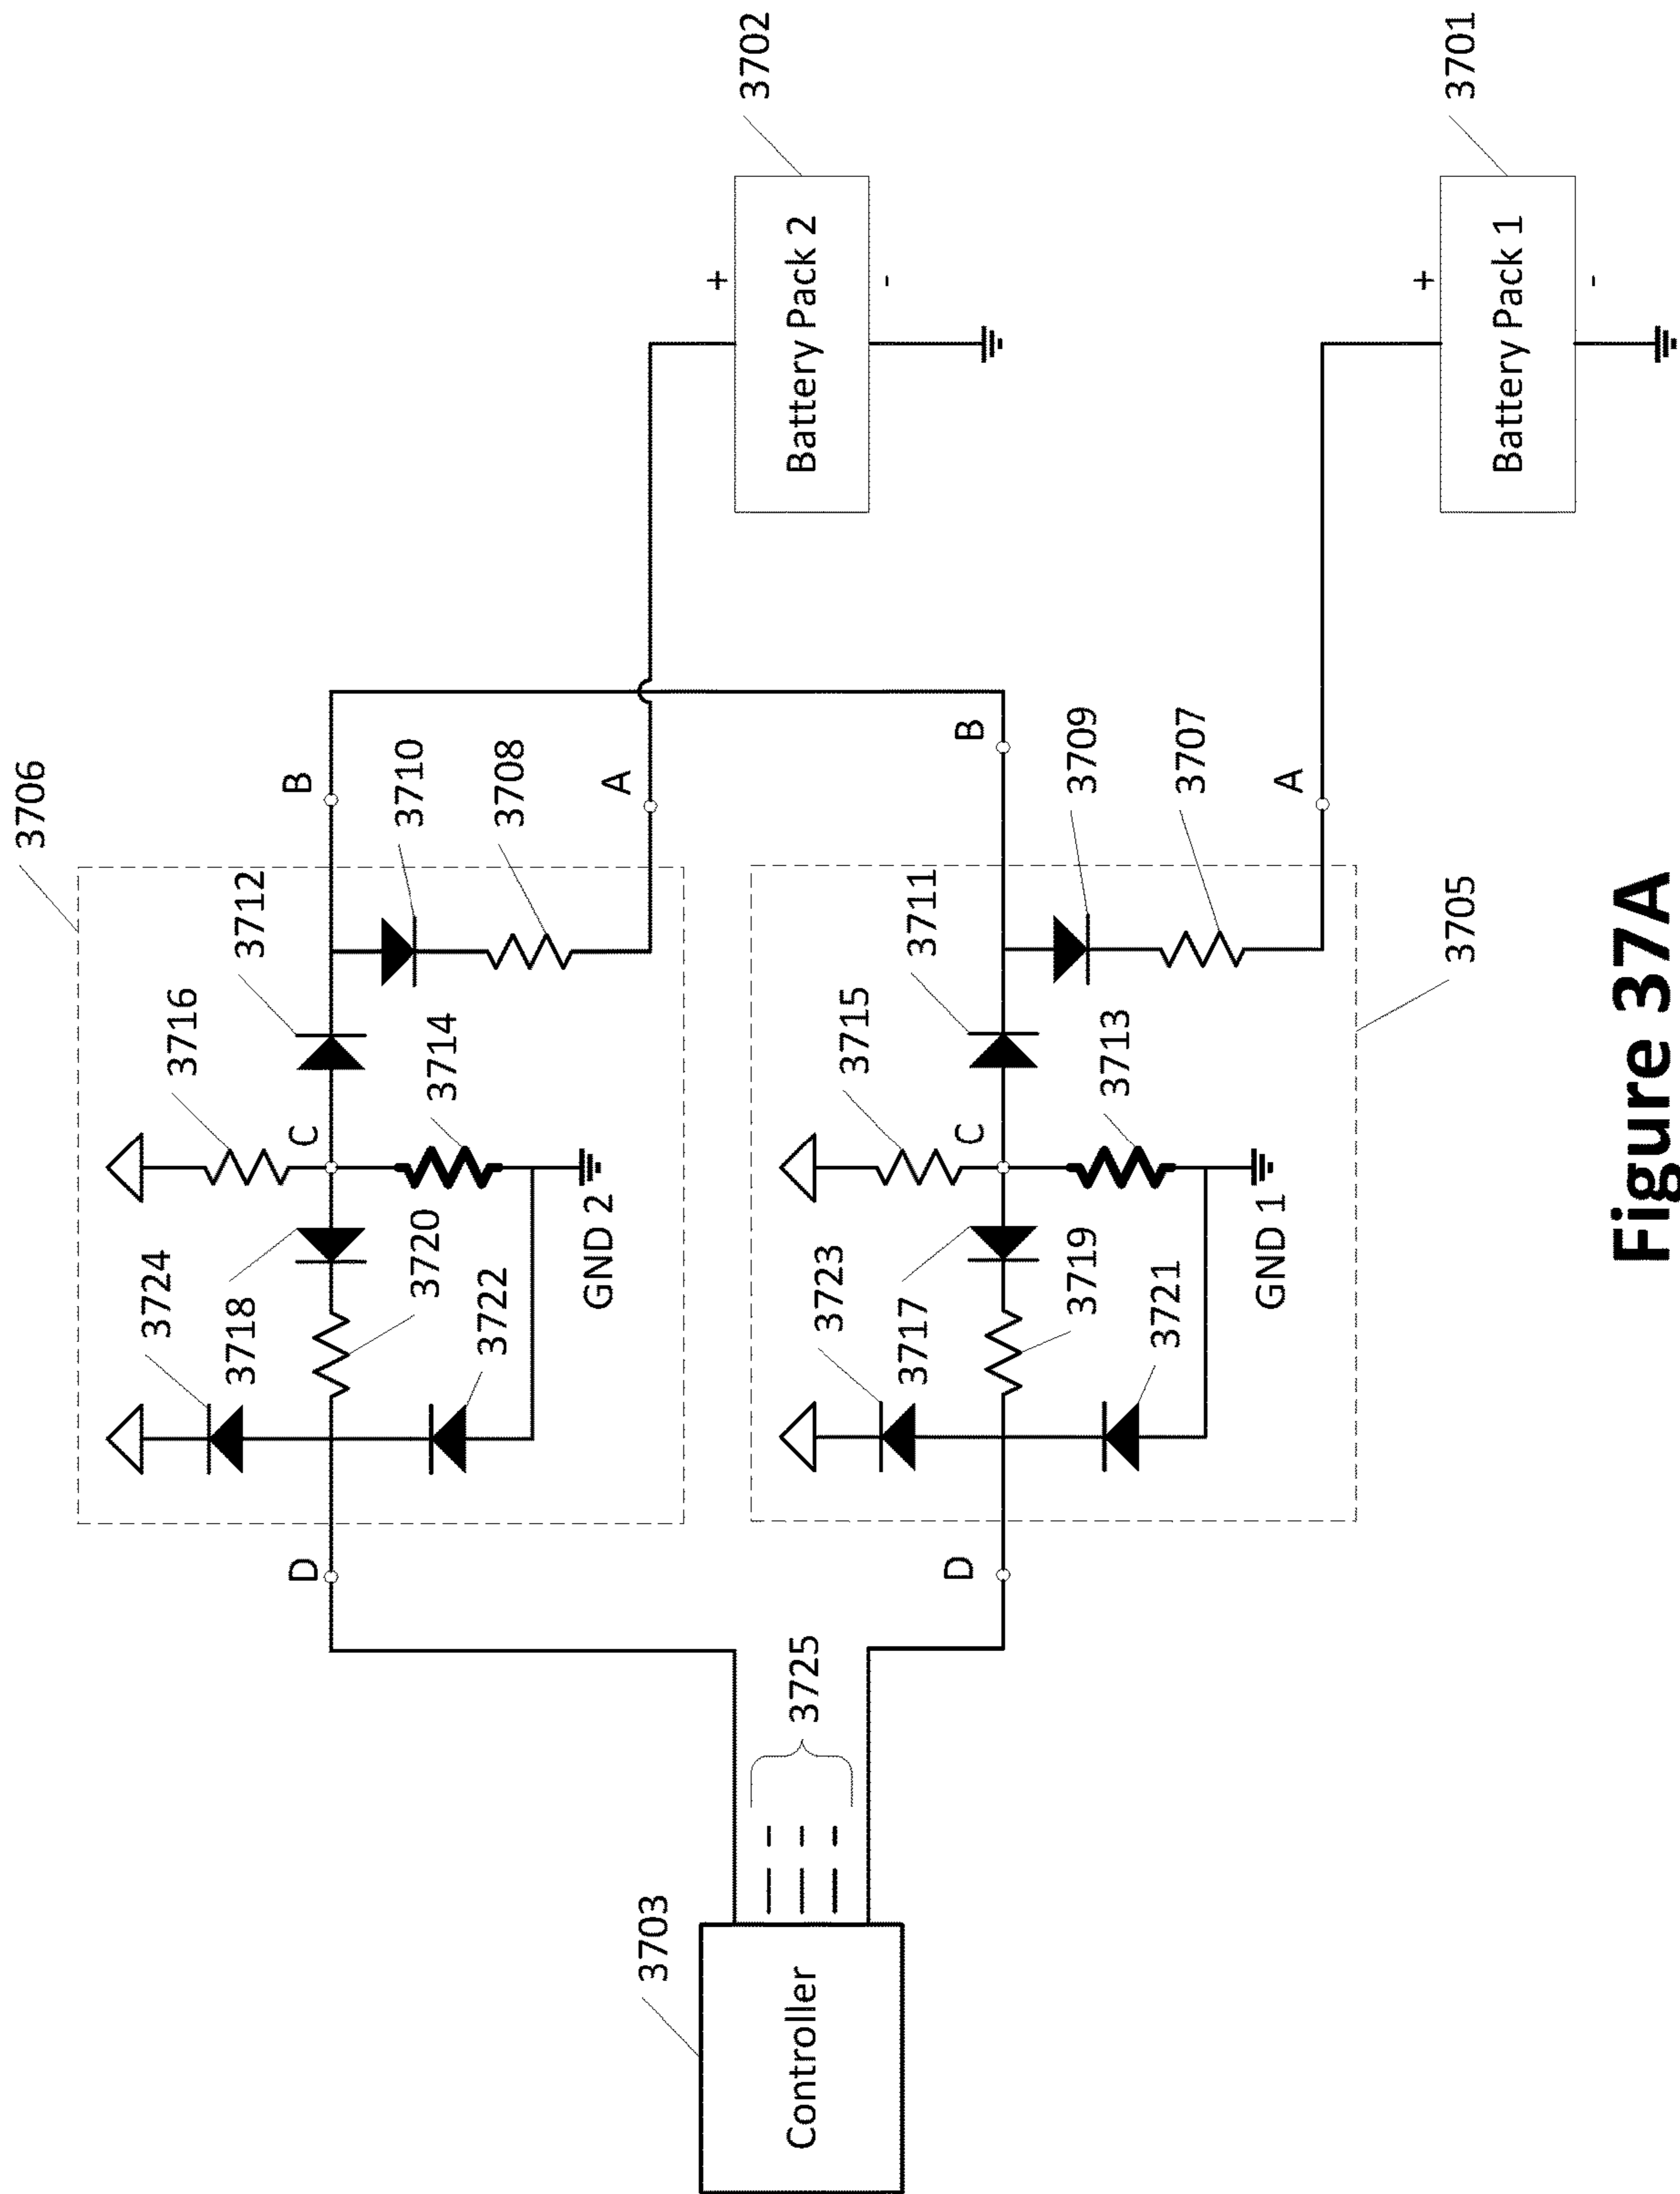 3706
3702
3716
3712
B
3724
C
3710
3718
3714
3708
3720
D
3722
A
+
GND 2
Battery Pack 2
-
3703
3725
Controller
3715
3711
B
3723
C
3709
3717
3713
3707
3719
D
3721
A
3701
+
GND 1
Battery Pack 1
-
3705
Figure 37A